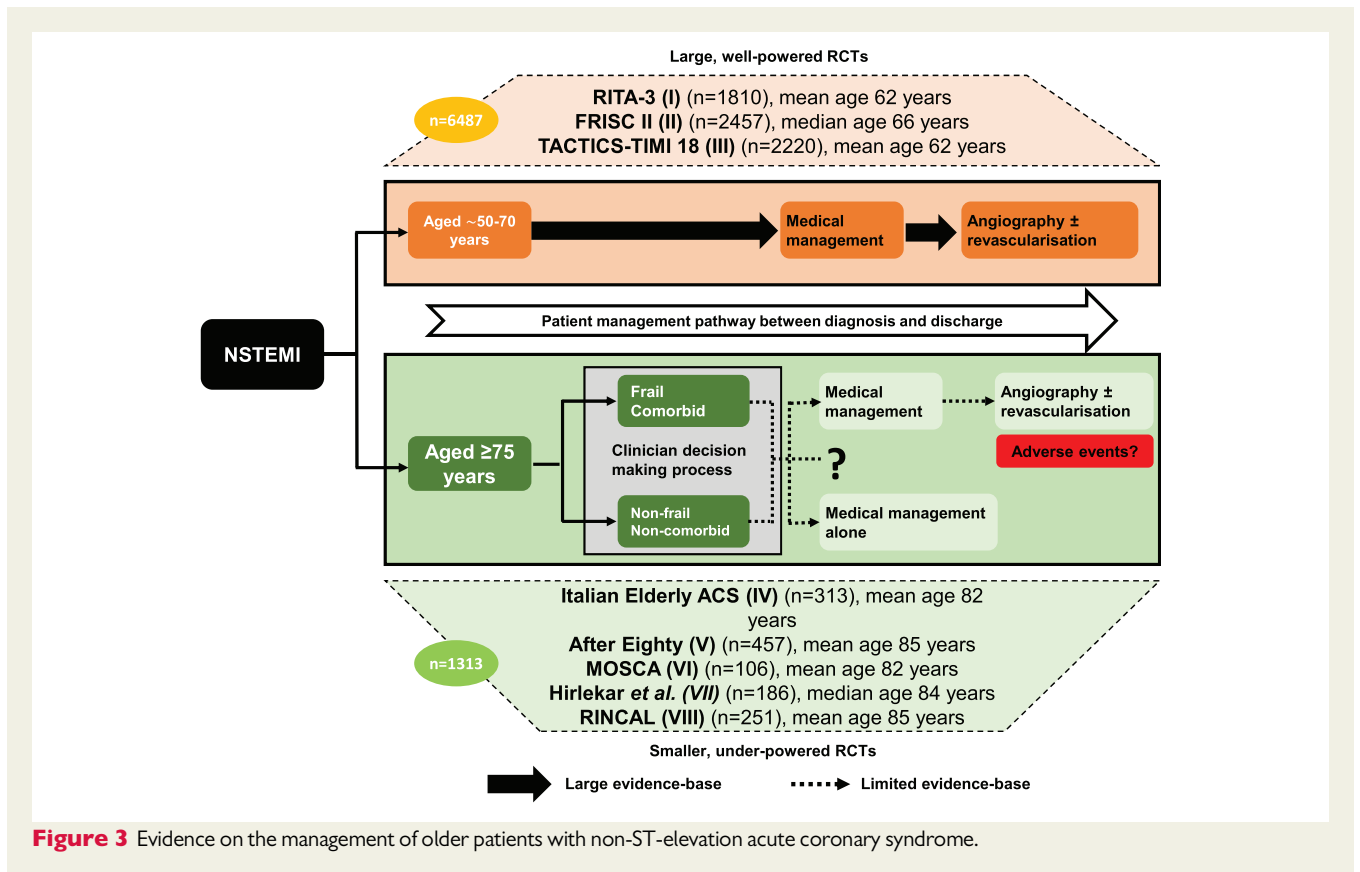 Large, well-powered RCTs
n=6487
RITA-3 (I) (n=1810), mean age 62 years
FRISC II (II) (n=2457), median age 66 years
TACTICS-TIMI 18 (III) (n=2220), mean age 62 years
Aged ~50-70
years
Medical
management
Angiography ±
revascularisation
Patient management pathway between diagnosis and discharge
NSTEMI
Aged ≥75
years
Frail
Comorbid
Clinician decision
making process
Non-frail
Non-comorbid
Medical
management
?
Medical management
alone
Angiography ±
revascularisation
Adverse events?
n=1313
Italian Elderly ACS (IV) (n=313), mean age 82
years
After Eighty (V) (n=457), mean age 85 years
MOSCA (VI) (n=106), mean age 82 years
Hirlekar et al. (VII) (n=186), median age 84 years
RINCAL (VIII) (n=251), mean age 85 years
Smaller, under-powered RCTs
Large evidence-base
Limited evidence-base
Figure 3 Evidence on the management of older patients with non-ST-elevation acute coronary syndrome.